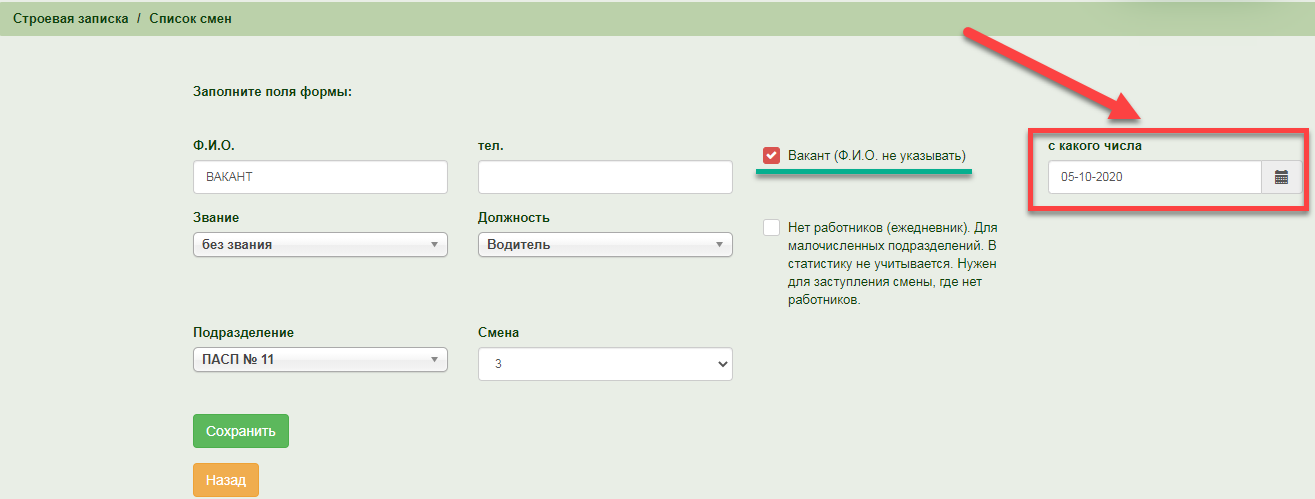 Строевая записка / Список смен
Заполните поля формы:
Ф.И.О.
ВАКАНТ
тел.
Вакант (Ф.И.О. не указывать)
с какого числа
05-10-2020
Звание
без звания
Должность
Водитель
Нет работников (ежедневник). Для
малочисленных подразделений. В
статистику не учитывается. Нужен
для заступления смены, где нет
работников.
Подразделение
ПАСП № 11
Смена
3
Сохранить
Назад